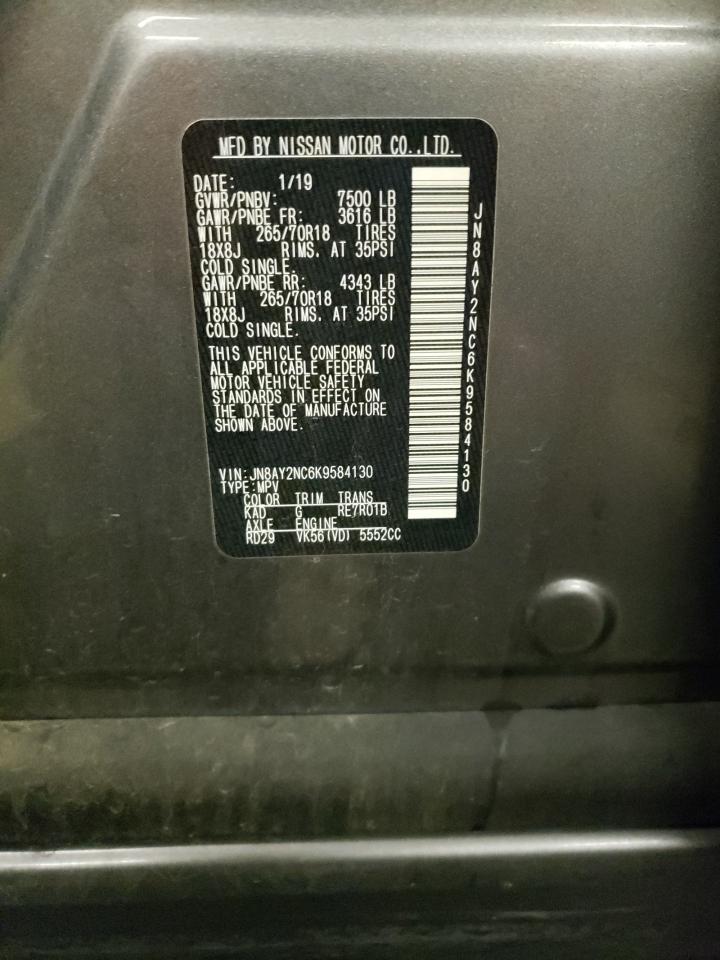 MFD BY NISSAN MOTOR CO.,LTD.
DATE: 1/19
GVWR/PNBV: 7500 LB
GAWR/PNBE FR: 3616 LB
WITH 265/70R18 TIRES
18X8J RIMS. AT 35PSI
COLD SINGLE.
GAWR/PNBE RR: 4343 LB
WITH 265/70R18 TIRES
18X8J RIMS. AT 35PSI
COLD SINGLE.
THIS VEHICLE CONFORMS TO
ALL APPLICABLE FEDERAL
MOTOR VEHICLE SAFETY
STANDARDS IN EFFECT ON
THE DATE OF MANUFACTURE
SHOWN ABOVE.
VIN:JN8AY2NC6K9584130
TYPE:MPV
COLOR TRIM TRANS
KAD G RE7R01B
AXLE ENGINE
RD29 VK56(VD) 5552CC
JN8AY2NC6K9584130